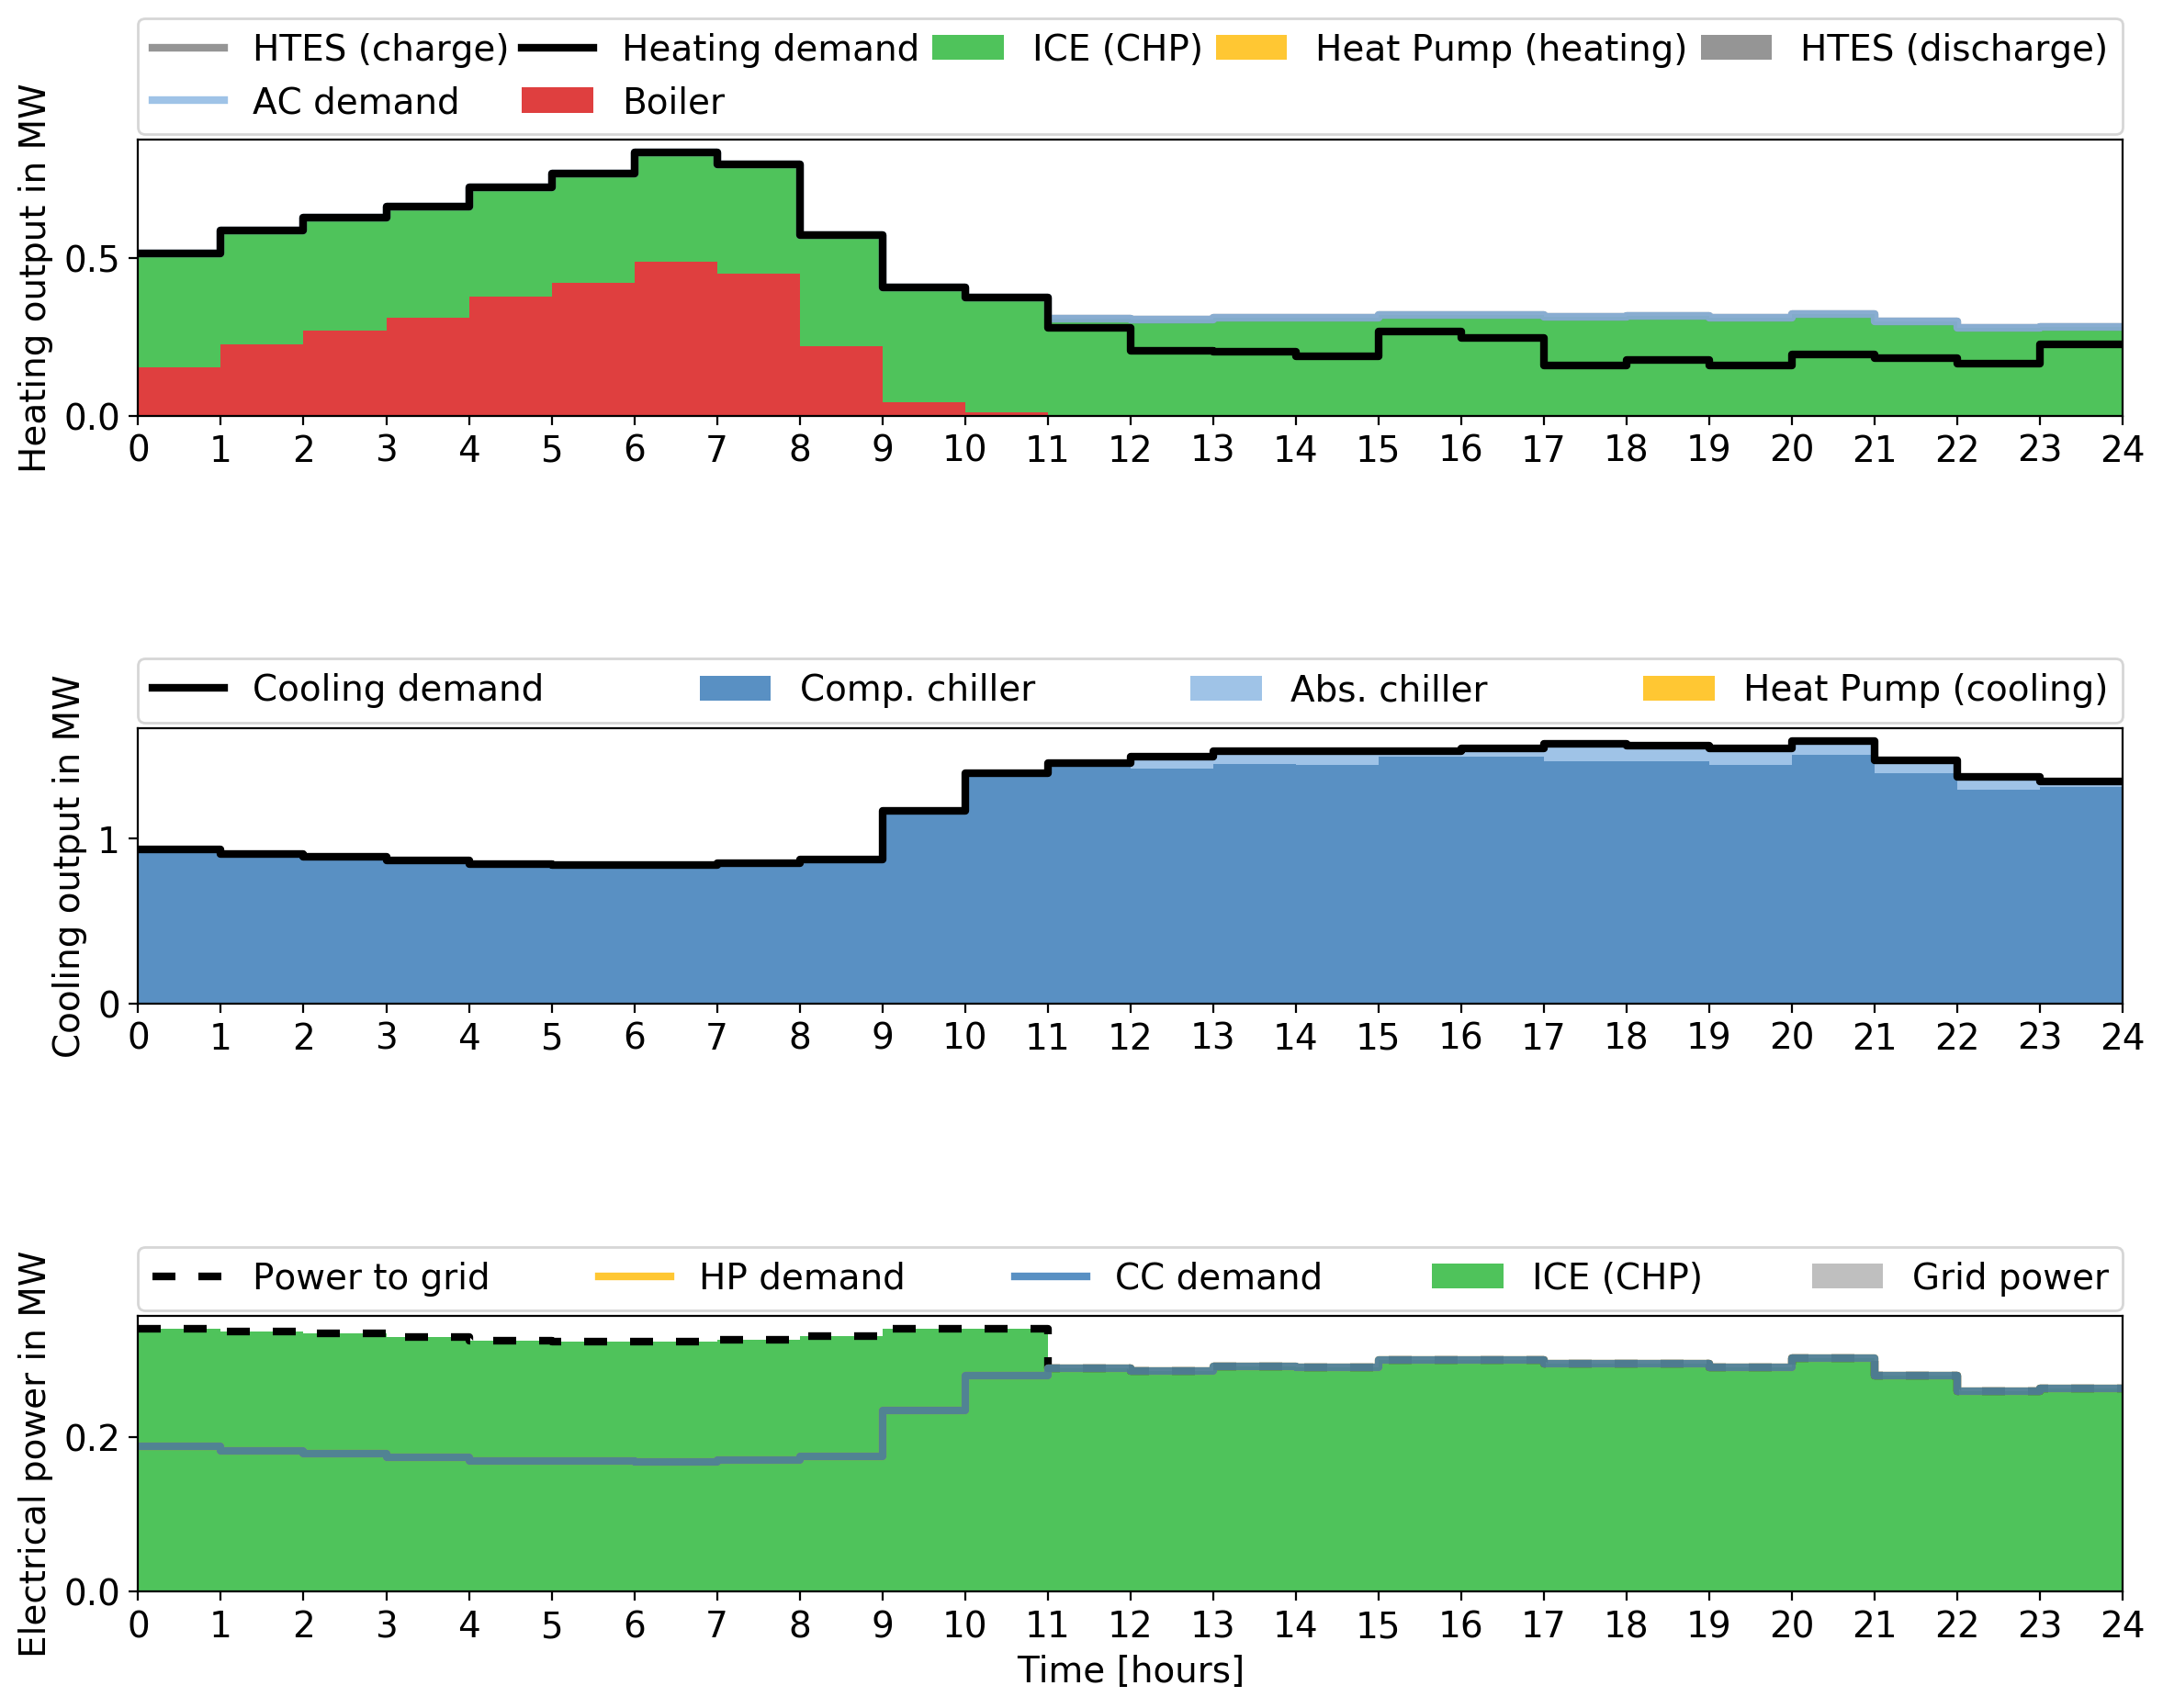 HTES (charge) Heating demand ICE (CHP) Heat Pump (heating) HTES (discharge)
AC demand Boiler
Heating output in MW
0.5
0.0
0 1 2 3 4 5 6 7 8 9 10 11 12 13 14 15 16 17 18 19 20 21 22 23 24
Cooling demand Comp. chiller Abs. chiller Heat Pump (cooling)
Cooling output in MW
1
0
0 1 2 3 4 5 6 7 8 9 10 11 12 13 14 15 16 17 18 19 20 21 22 23 24
Power to grid HP demand CC demand ICE (CHP) Grid power
Electrical power in MW
0.2
0.0
0 1 2 3 4 5 6 7 8 9 10 11 12 13 14 15 16 17 18 19 20 21 22 23 24
Time [hours]